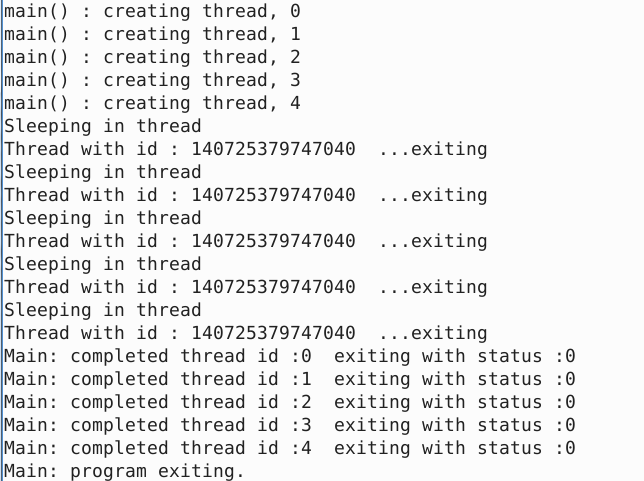 main() : creating thread, 0
main() : creating thread, 1
main() : creating thread, 2
main() : creating thread, 3
main() : creating thread, 4
Sleeping in thread
Thread with id : 140725379747040  ...exiting
Sleeping in thread
Thread with id : 140725379747040  ...exiting
Sleeping in thread
Thread with id : 140725379747040  ...exiting
Sleeping in thread
Thread with id : 140725379747040  ...exiting
Sleeping in thread
Thread with id : 140725379747040  ...exiting
Main: completed thread id :0  exiting with status :0
Main: completed thread id :1  exiting with status :0
Main: completed thread id :2  exiting with status :0
Main: completed thread id :3  exiting with status :0
Main: completed thread id :4  exiting with status :0
Main: program exiting.